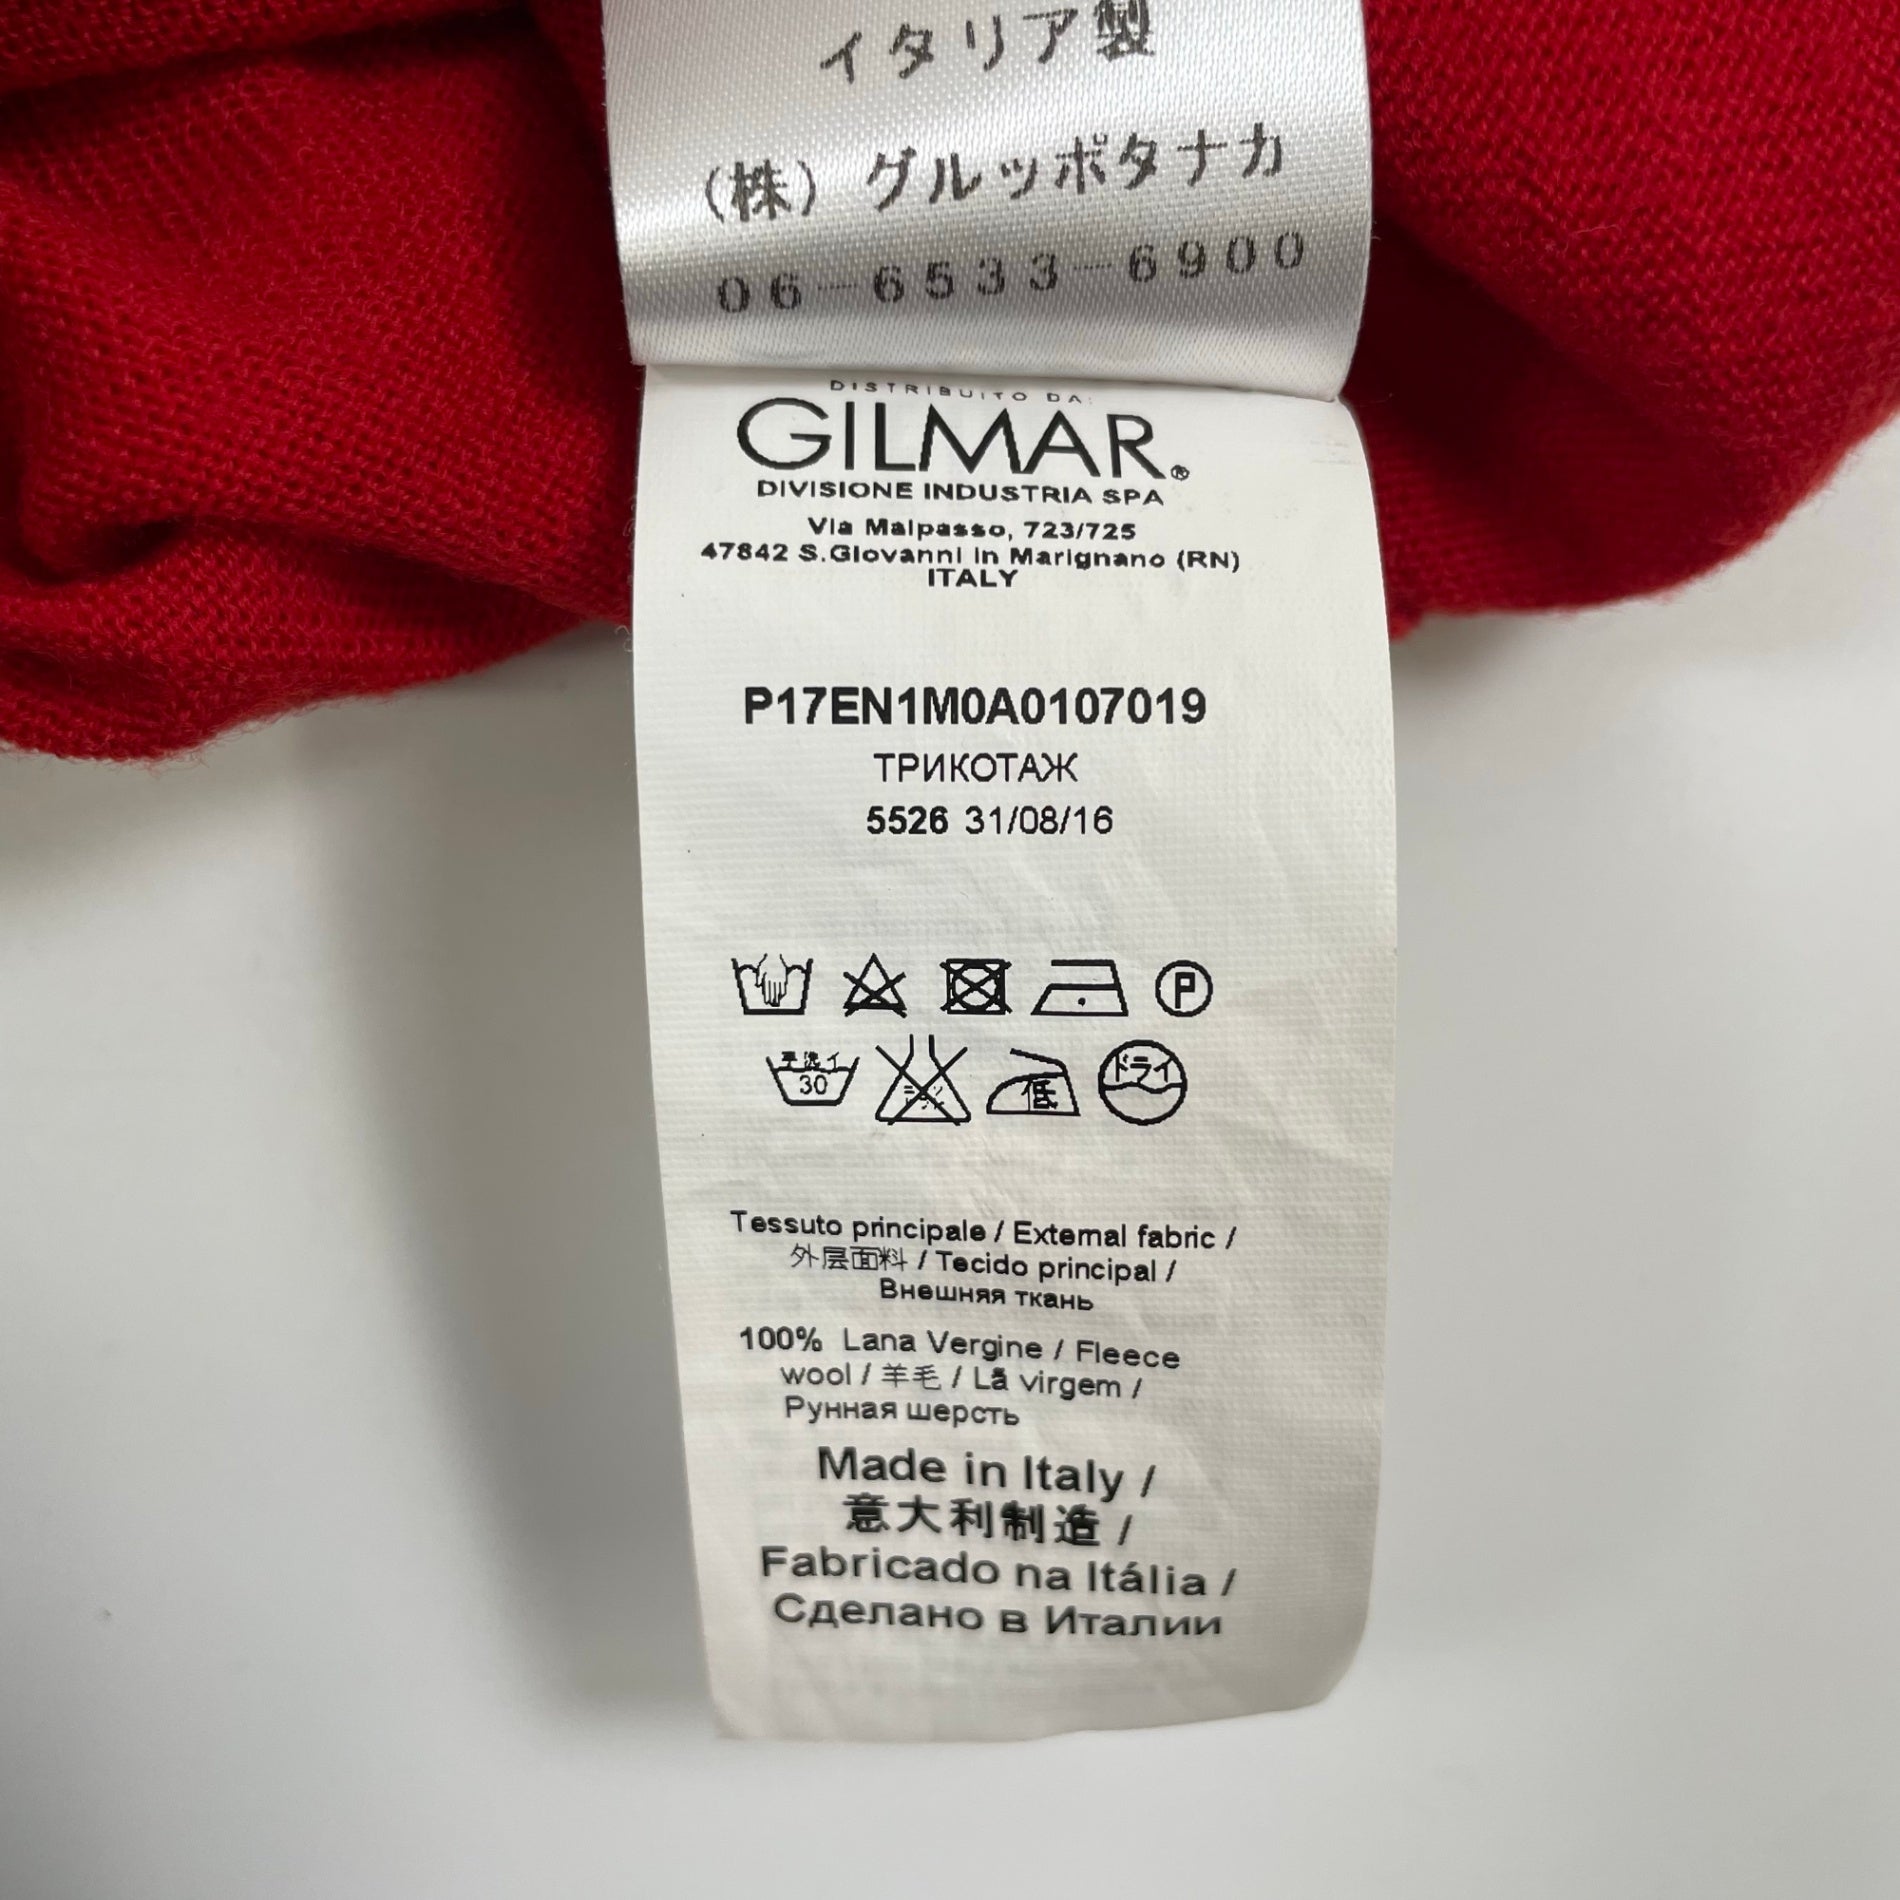 イタリア製
(株) グルッポタナカ
06-6533-6900
DISTRIBUITO DA:
GILMAR®
DIVISIONE INDUSTRIA SPA
Via Malpasso, 723/725
47842 S.Giovanni in Marignano (RN)
ITALY
P17EN1M0A0107019
ТРИКОТАЖ
5526 31/08/16
P
手洗イ 30 低 ドライ
Tessuto principale / External fabric /
外层面料 / Tecido principal /
Внешняя ткань
100% Lana Vergine / Fleece
wool / 羊毛 / Lã virgem /
Рунная шерсть
Made in Italy /
意大利制造 /
Fabricado na Itália /
Сделано в Италии